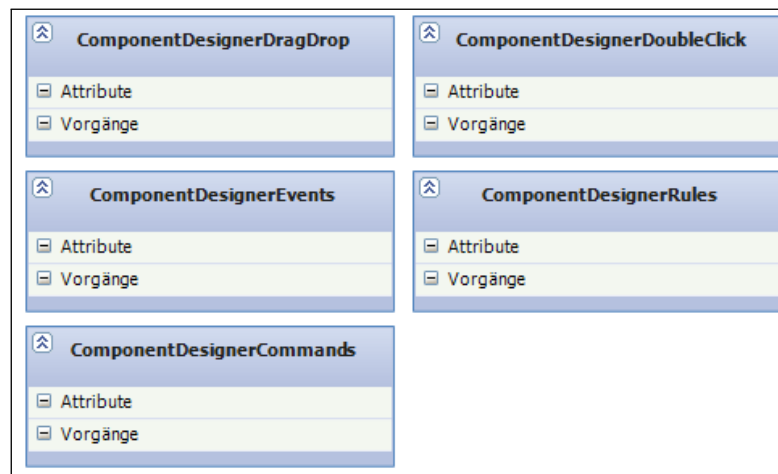 ComponentDesignerDragDrop
Attribute
Vorgänge
ComponentDesignerDoubleClick
Attribute
Vorgänge
ComponentDesignerEvents
Attribute
Vorgänge
ComponentDesignerRules
Attribute
Vorgänge
ComponentDesignerCommands
Attribute
Vorgänge